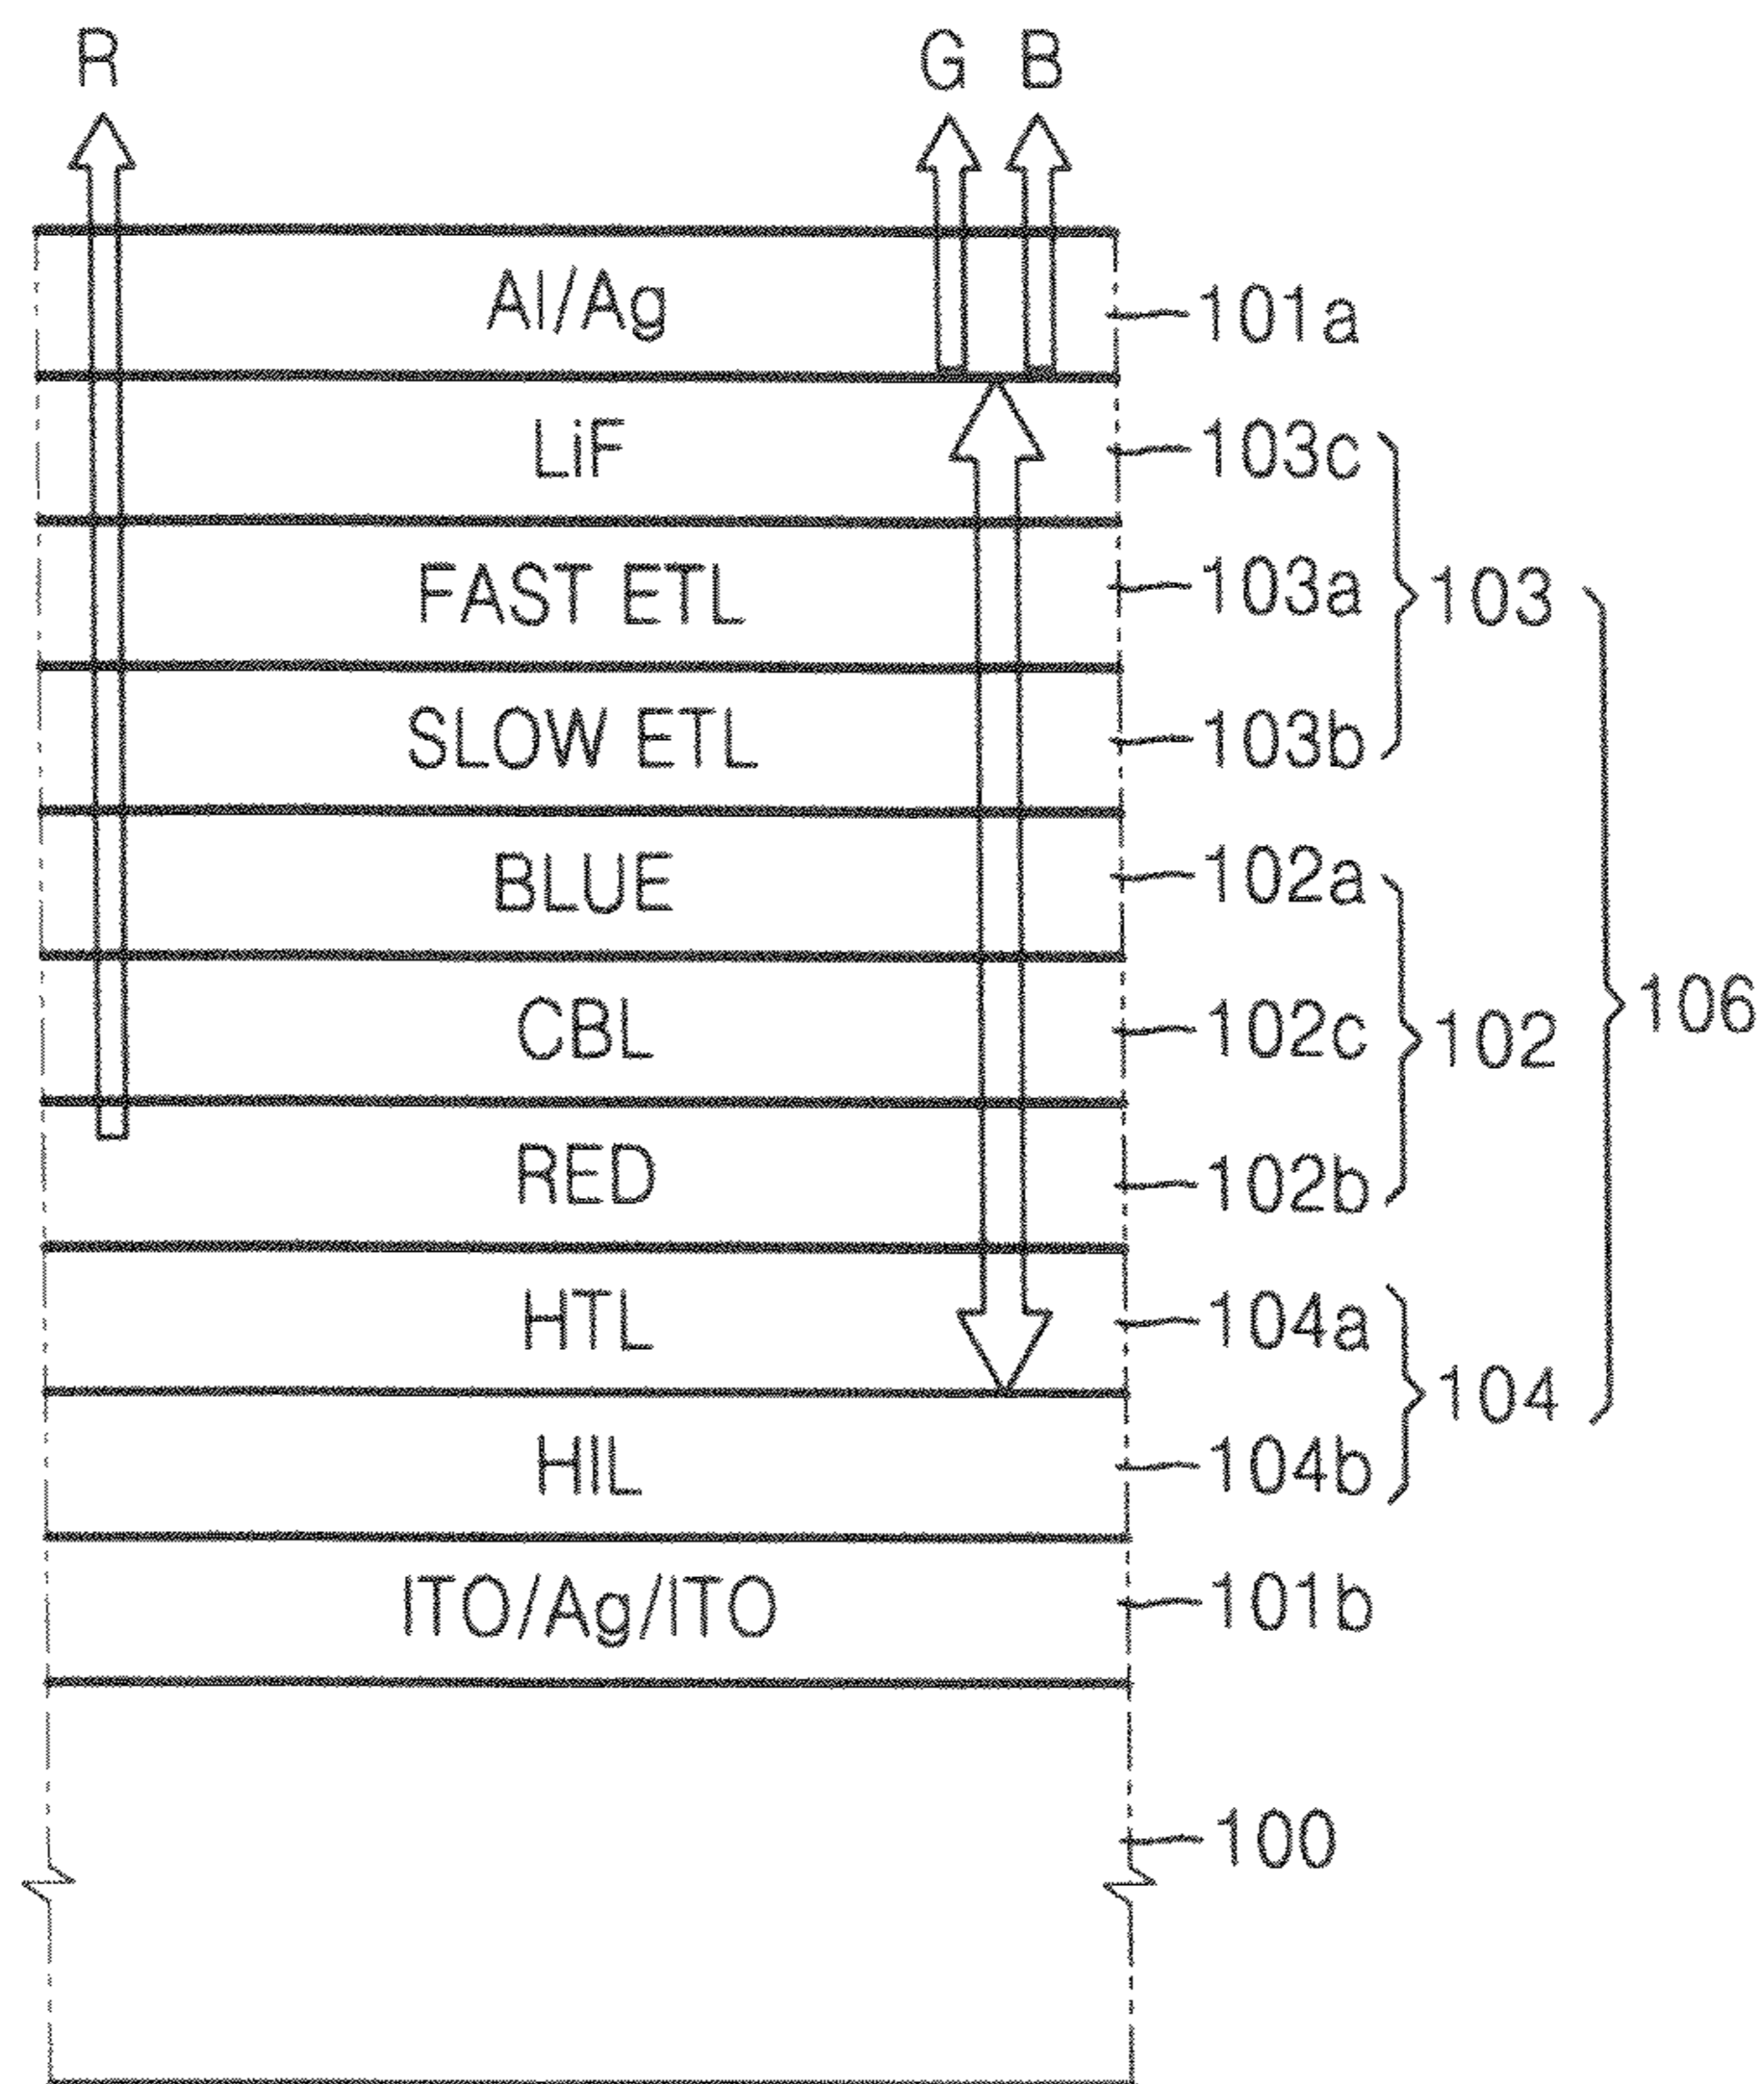 R G B
Al/Ag 101a
LiF 103c
FAST ETL 103a 103
SLOW ETL 103b
BLUE 102a
CBL 102c 102 106
RED 102b
HTL 104a
104
HIL 104b
ITO/Ag/ITO 101b
100